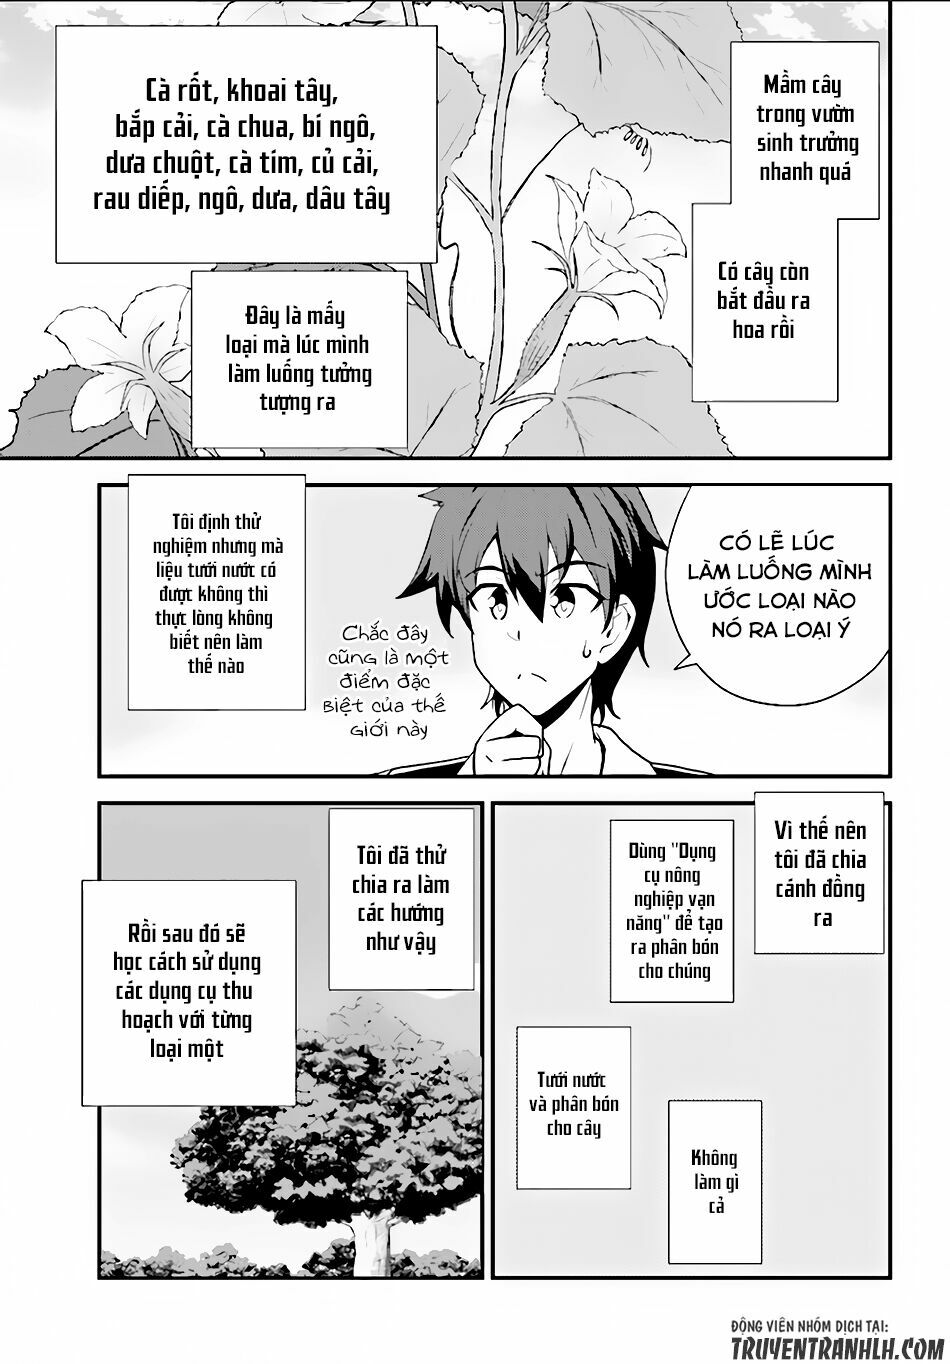 Mầm cây
trong vườn
sinh trưởng
nhanh quá
Có cây còn
bắt đầu ra
hoa rồi
Cà rốt, khoai tây,
bắp cải, cà chua, bí ngô,
dưa chuột, cà tím, củ cải,
rau diếp, ngô, dưa, dâu tây
Đây là mấy
loại mà lúc mình
làm luống tưởng
tượng ra
CÓ LẼ LÚC
LÀM LUỐNG MÌNH
ƯỚC LOẠI NÀO
NÓ RA LOẠI Ý
Chắc đây
cũng là một
điểm đặc
biệt của thế
giới này
Tôi định thử
nghiệm nhưng mà
liệu tưới nước có
được không thì
thực lòng không
biết nên làm
thế nào
Vì thế nên
tôi đã chia
cánh đồng
ra
Dùng "Dụng
cụ nông
nghiệp vạn
năng" để tạo
ra phân bón
cho chúng
Tưới nước
và phân bón
cho cây
Không
làm gì
cả
Tôi đã thử
chia ra làm
các hướng
như vậy
Rồi sau đó sẽ
học cách sử dụng
các dụng cụ thu
hoạch với từng
loại một
ĐỘNG VIÊN NHÓM DỊCH TẠI:
TRUYENTRANHLH.COM